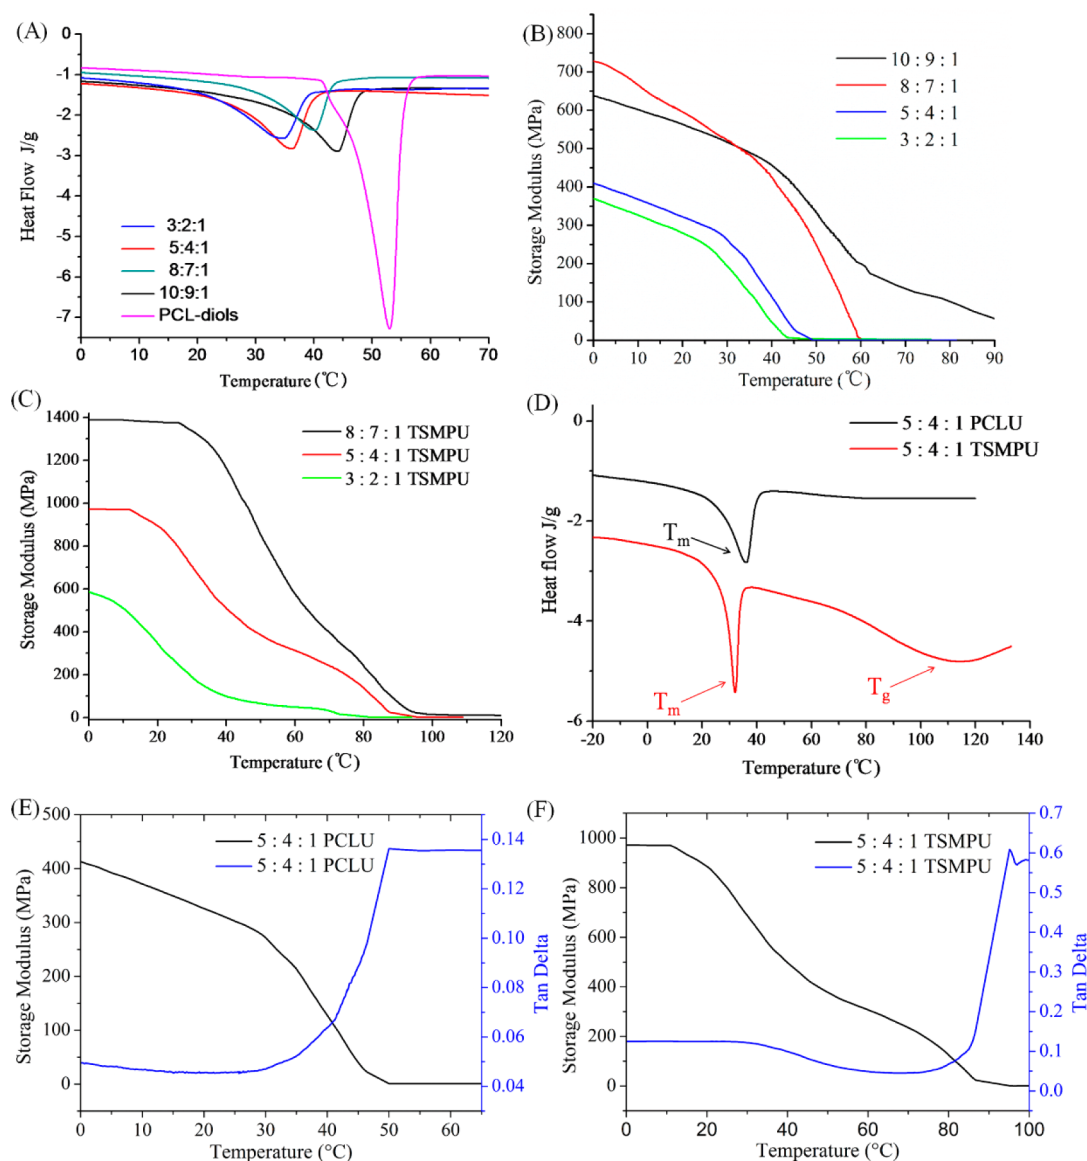 (A)
0
-1
-2
-3
-4
-5
-6
-7
Heat Flow J/g
3:2:1
5:4:1
8:7:1
10:9:1
PCL-diols
0 10 20 30 40 50 60 70
Temperature(℃)
(B)
800
700
600
500
400
300
200
100
0
Storage Modulus (MPa)
10 : 9 : 1
8 : 7 : 1
5 : 4 : 1
3 : 2 : 1
0 10 20 30 40 50 60 70 80 90
Temperature(℃)
(C)
1400
1200
1000
800
600
400
200
0
Storage Modulus (MPa)
8 : 7 : 1 TSMPU
5 : 4 : 1 TSMPU
3 : 2 : 1 TSMPU
0 20 40 60 80 100 120
Temperature(℃)
(D)
0
-2
-4
-6
Heat flow J/g
5 : 4 : 1 PCLU
5 : 4 : 1 TSMPU
Tm
Tm
Tg
-20 0 20 40 60 80 100 120 140
Temperature(℃)
(E)
500
400
300
200
100
0
Storage Modulus (MPa)
5 : 4 : 1 PCLU
5 : 4 : 1 PCLU
0.14
0.12
0.10
0.08
0.06
0.04
Tan Delta
0 10 20 30 40 50 60
Temperature (°C)
(F)
1000
800
600
400
200
0
Storage Modulus (MPa)
5 : 4 : 1 TSMPU
5 : 4 : 1 TSMPU
0.7
0.6
0.5
0.4
0.3
0.2
0.1
0.0
Tan Delta
0 20 40 60 80 100
Temperature (°C)